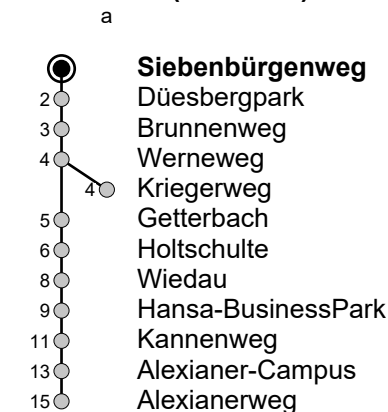 a
Siebenbürgenweg
2 Düesbergpark
3 Brunnenweg
4 Werneweg
4 Kriegerweg
5 Getterbach
6 Holtschulte
8 Wiedau
9 Hansa-BusinessPark
11 Kannenweg
13 Alexianer-Campus
15 Alexianerweg